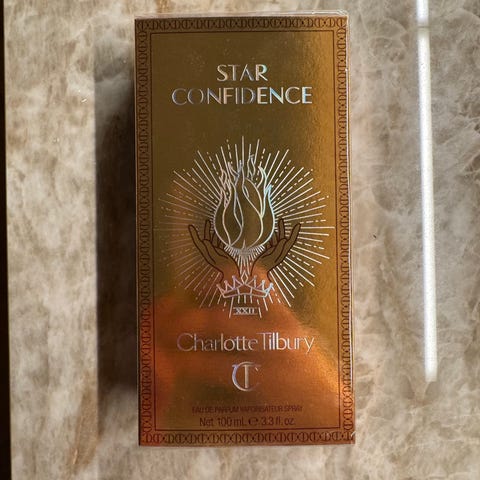 STAR
CONFIDENCE
XXII
Charlotte Tilbury
CT
EAU DE PARFUM VAPORISATEUR SPRAY
Net 100 mL ℮ 3.3 fl. oz.